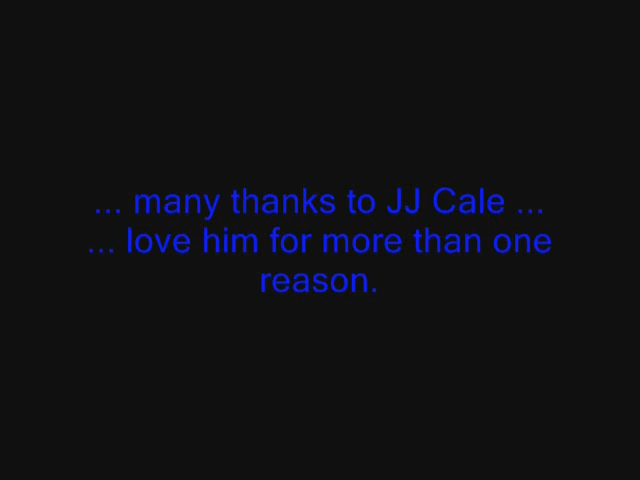 ... many thanks to JJ Cale ...
... love him for more than one
reason.